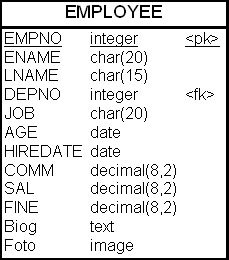 EMPLOYEE
EMPNO integer <pk>
ENAME char(20)
LNAME char(15)
DEPNO integer <fk>
JOB char(20)
AGE date
HIREDATE date
COMM decimal(8,2)
SAL decimal(8,2)
FINE decimal(8,2)
Biog text
Foto image